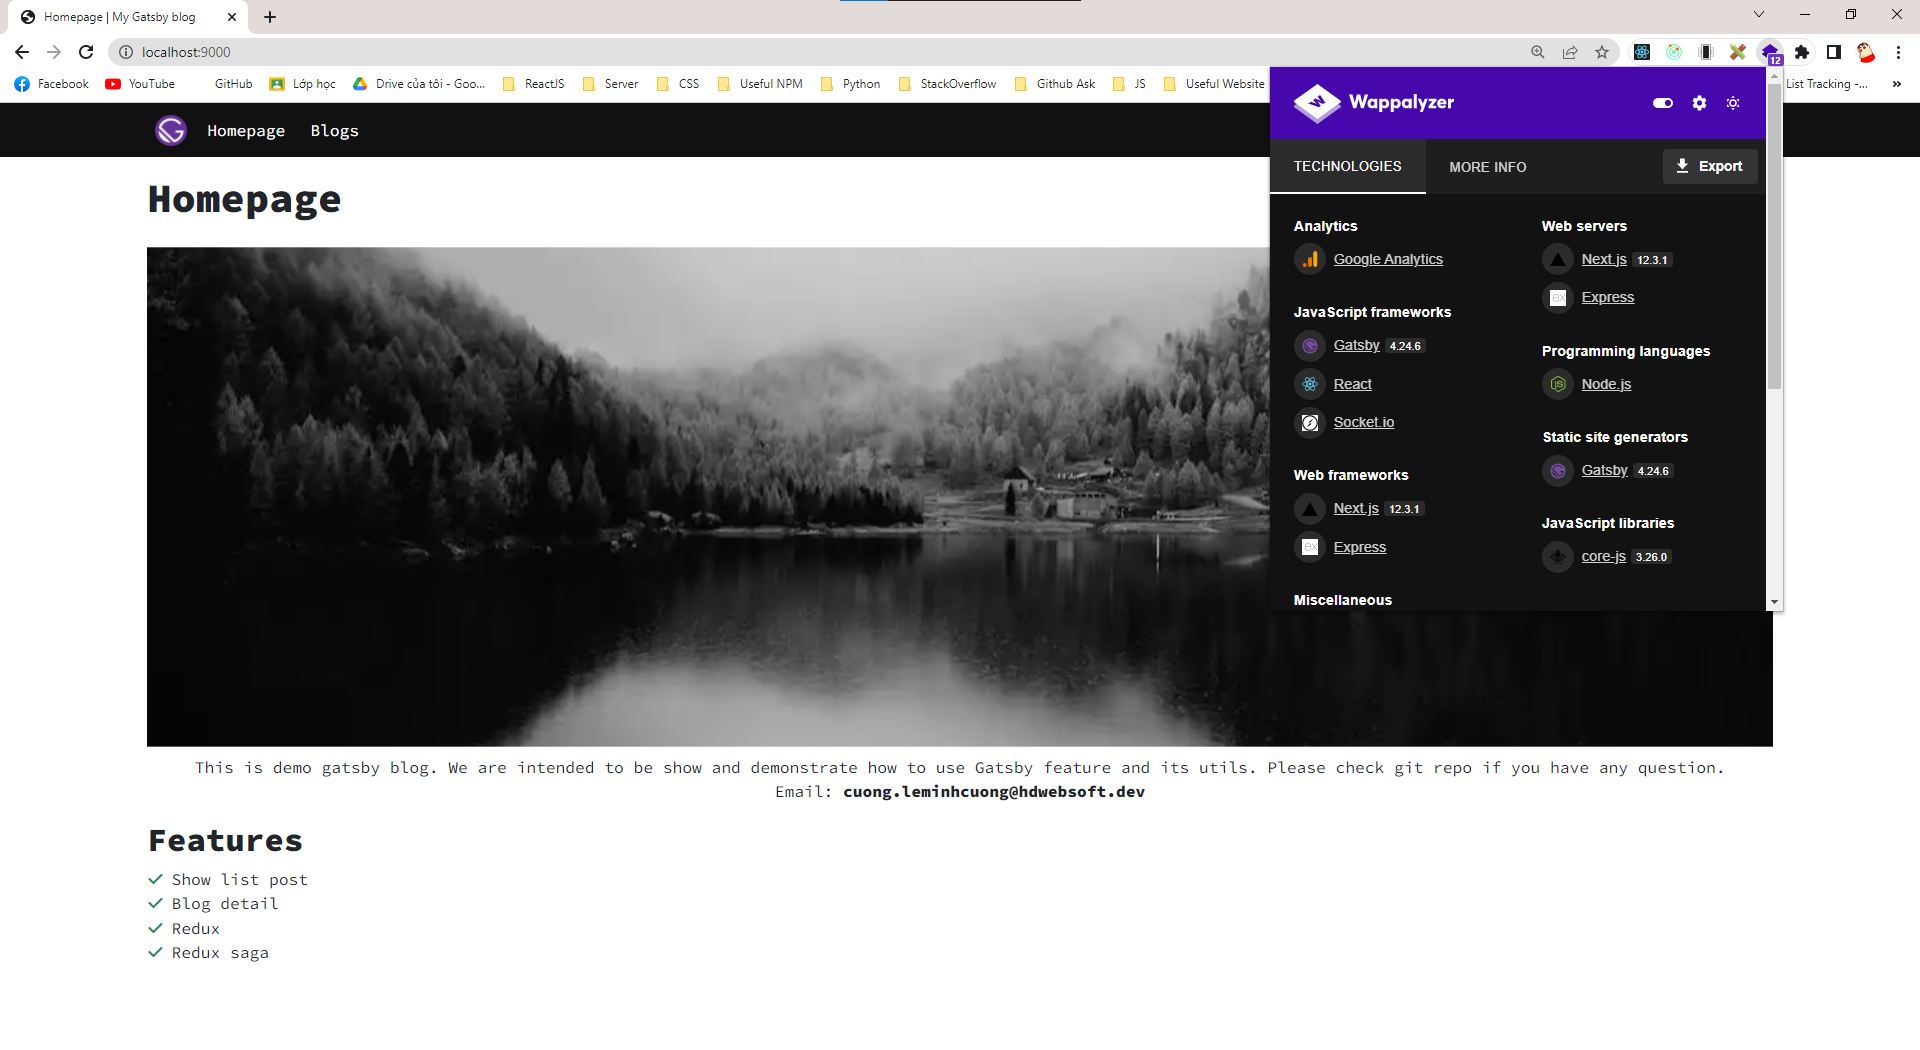 Homepage | My Gatsby blog
localhost:9000
12
Facebook YouTube GitHub Lớp học Drive của tôi - Goo... ReactJS Server CSS Useful NPM Python StackOverflow Github Ask JS Useful Website List Tracking -... »
Homepage Blogs
Homepage
Wappalyzer
TECHNOLOGIES MORE INFO Export
Analytics
Google Analytics
JavaScript frameworks
Gatsby 4.24.6
React
Socket.io
Web frameworks
Next.js 12.3.1
Express
Miscellaneous
Web servers
Next.js 12.3.1
Express
Programming languages
Node.js
Static site generators
Gatsby 4.24.6
JavaScript libraries
core-js 3.26.0
This is demo gatsby blog. We are intended to be show and demonstrate how to use Gatsby feature and its utils. Please check git repo if you have any question.
Email: cuong.leminhcuong@hdwebsoft.dev
Features
Show list post
Blog detail
Redux
Redux saga